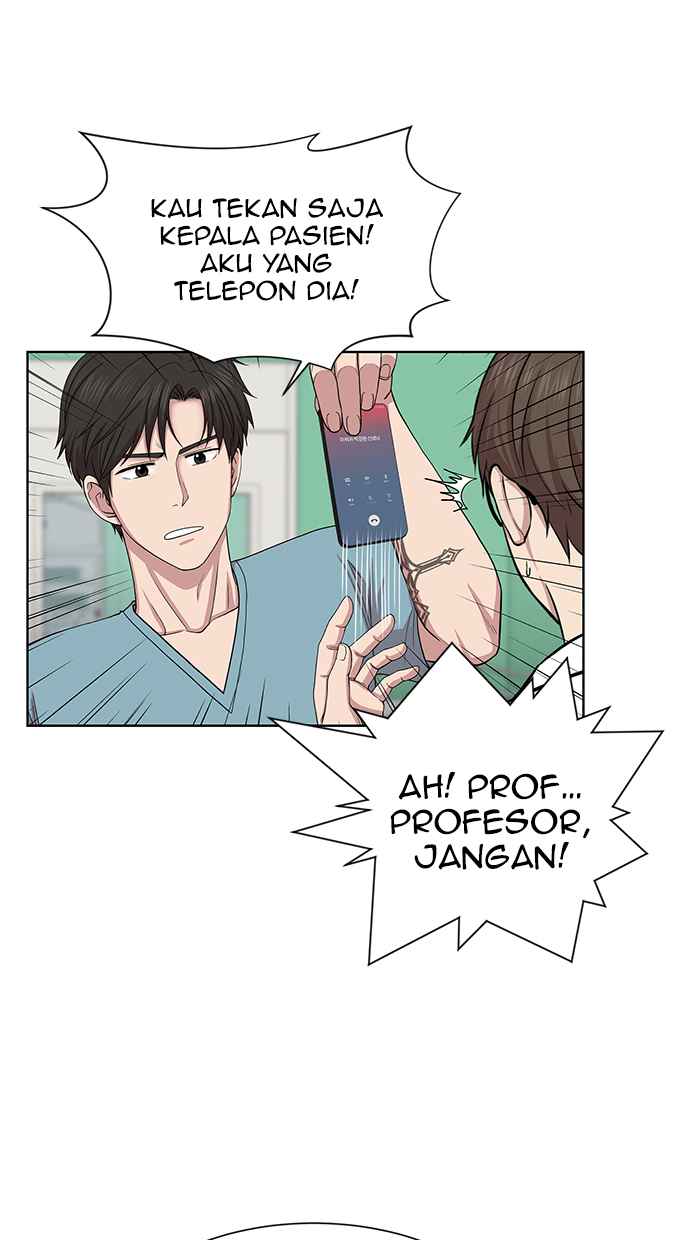 KAU TEKAN SAJA
KEPALA PASIEN!
AKU YANG
TELEPON DIA!
AH! PROF...
PROFESOR,
JANGAN!